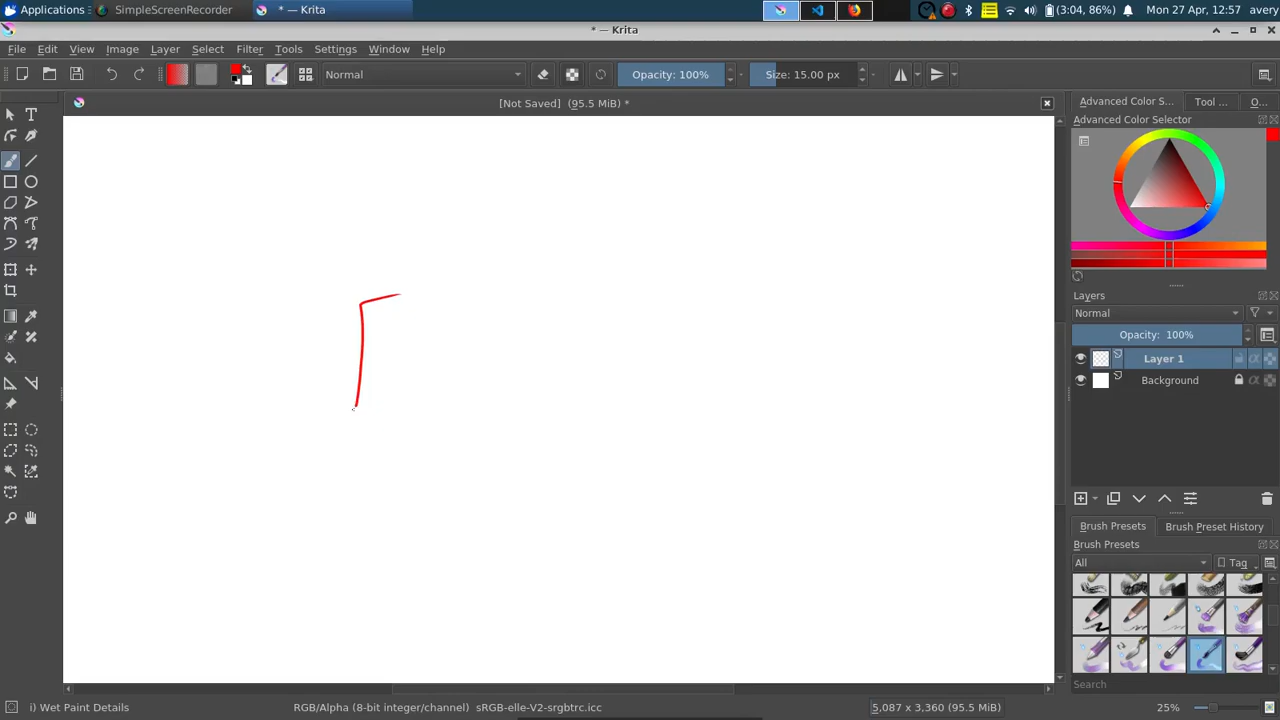 Applications SimpleScreenRecorder * — Krita (3:04, 86%) Mon 27 Apr, 12:57 avery
* — Krita
File Edit View Image Layer Select Filter Tools Settings Window Help
Normal Opacity: 100% Size: 15.00 px
[Not Saved] (95.5 MiB) * Advanced Color S... Tool ... O...
Advanced Color Selector
Layers
Normal
Opacity: 100%
Layer 1
Background
Brush Presets Brush Preset History
Brush Presets
All Tag
Search
i) Wet Paint Details RGB/Alpha (8-bit integer/channel) sRGB-elle-V2-srgbtrc.icc 5,087 x 3,360 (95.5 MiB) 25%